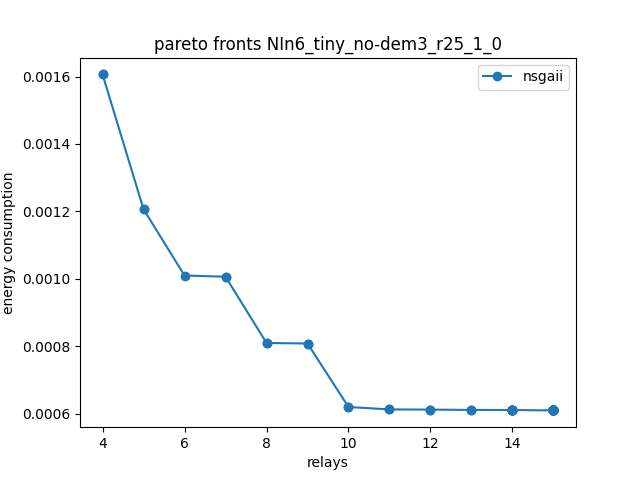 pareto fronts NIn6_tiny_no-dem3_r25_1_0
nsgaii
energy consumption
0.0016
0.0014
0.0012
0.0010
0.0008
0.0006
4 6 8 10 12 14
relays